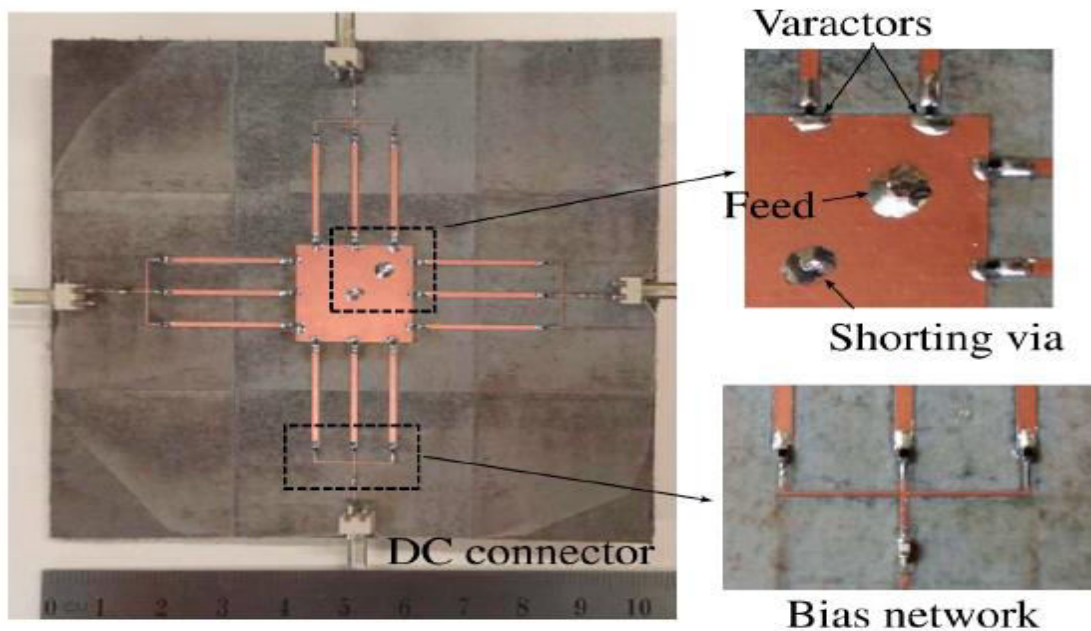 Varactors
Feed
Shorting via
DC connector
0 1 2 3 4 5 6 7 8 9 10
Bias network